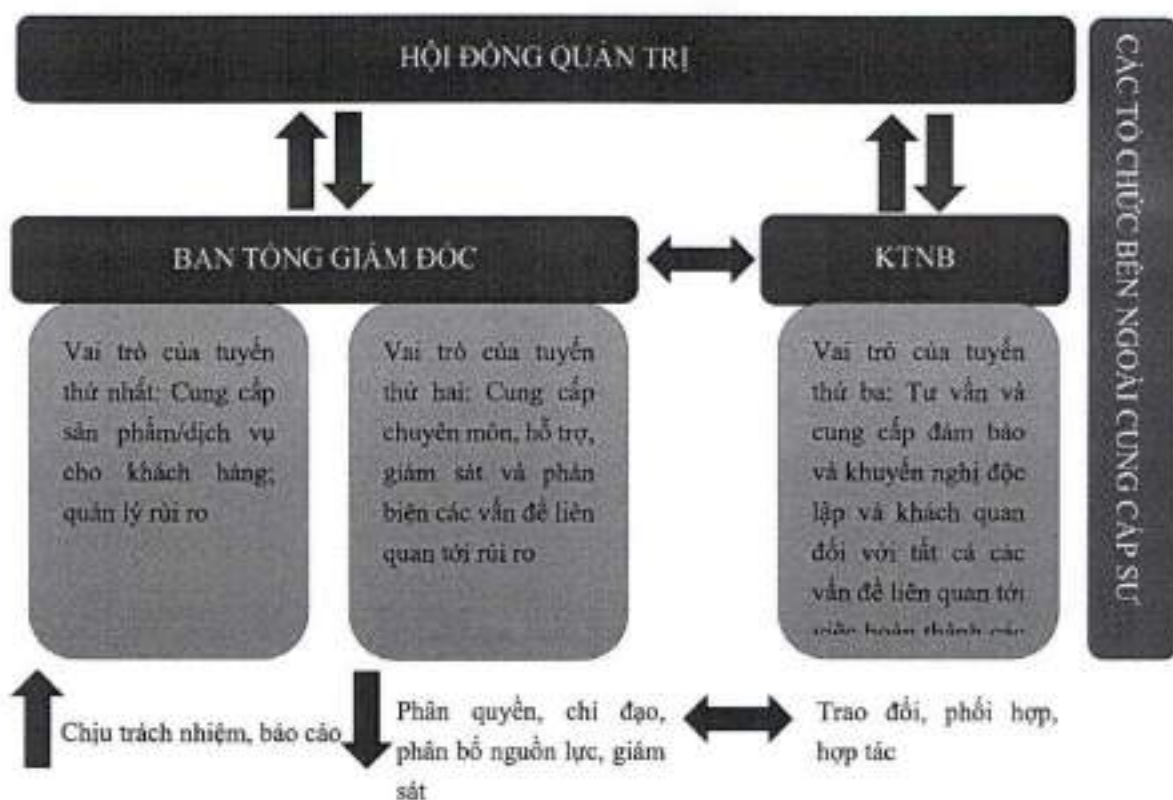 HỘI ĐỒNG QUẢN TRỊ
BAN TỔNG GIÁM ĐỐC
KTNB
CÁC TỔ CHỨC BÊN NGOÀI CUNG CẤP SỰ
Vai trò của tuyến
thứ nhất: Cung cấp
sản phẩm/dịch vụ
cho khách hàng;
quản lý rủi ro
Vai trò của tuyến
thứ hai: Cung cấp
chuyên môn, hỗ trợ,
giám sát và phản
biện các vấn đề liên
quan tới rủi ro
Vai trò của tuyến
thứ ba: Tư vấn và
cung cấp đảm bảo
và khuyến nghị độc
lập và khách quan
đối với tất cả các
vấn đề liên quan tới
việc hoàn thành các
Chịu trách nhiệm, báo cáo
Phân quyền, chỉ đạo,
phân bổ nguồn lực, giám
sát
Trao đổi, phối hợp,
hợp tác